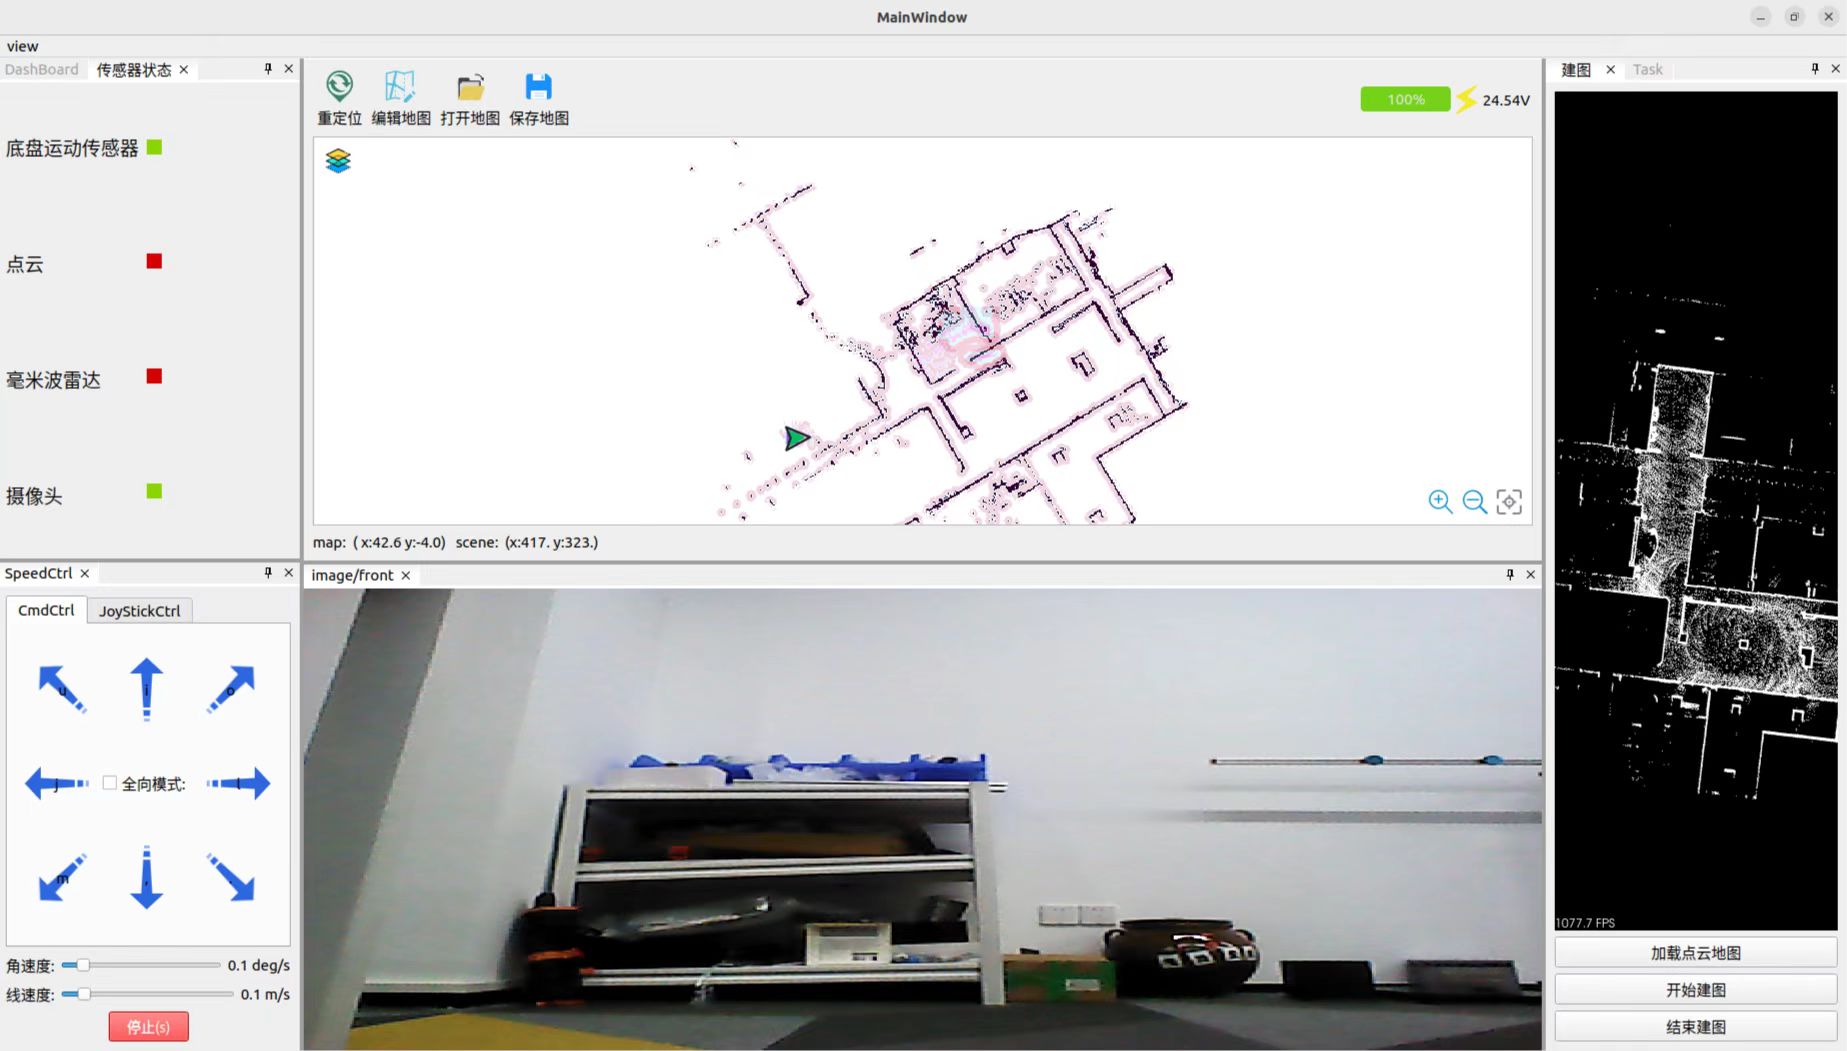 MainWindow
view
DashBoard
传感器状态
底盘运动传感器
点云
毫米波雷达
摄像头
重定位
编辑地图
打开地图
保存地图
100%
24.54V
map: ( x:42.6 y:-4.0) scene: (x:417. y:323.)
SpeedCtrl
CmdCtrl
JoyStickCtrl
u
i
o
j
全向模式:
l
m
,
.
角速度:
0.1 deg/s
线速度:
0.1 m/s
停止(s)
image/front
建图
Task
1077.7 FPS
加载点云地图
开始建图
结束建图